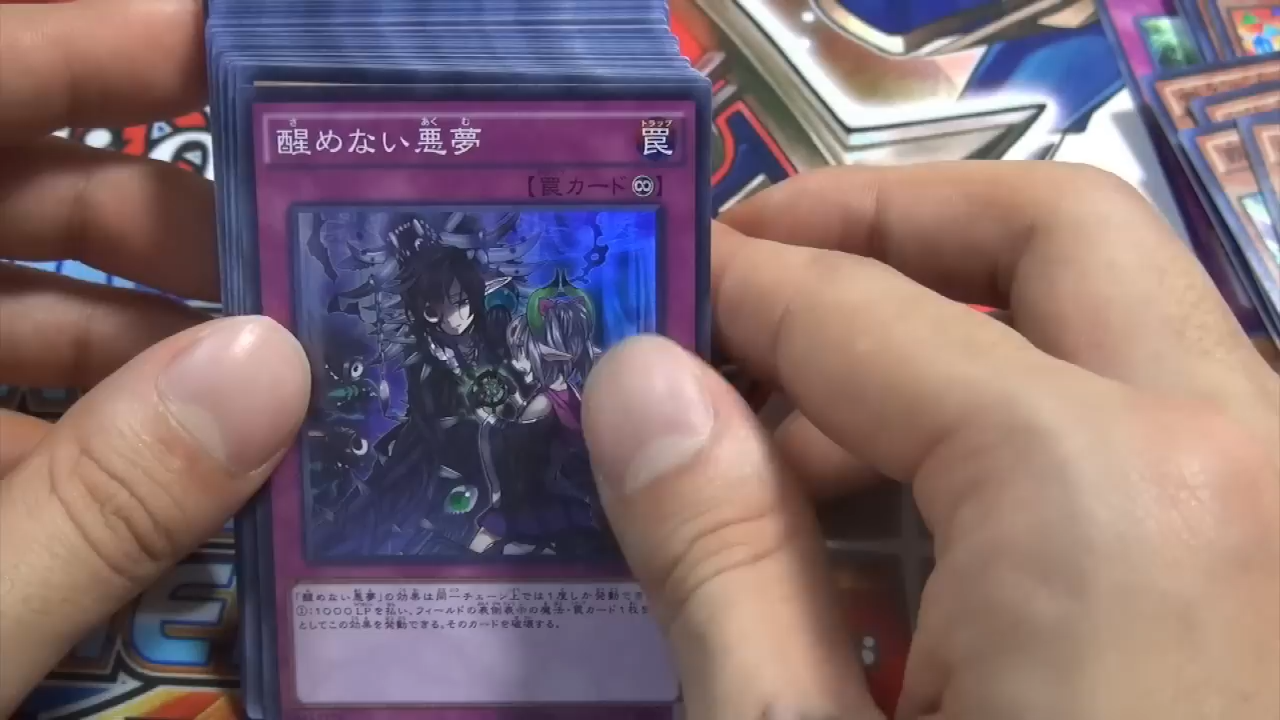 醒めない悪夢
罠
【罠カード】
「醒めない悪夢」の効果は同一チェーン上では1度しか発動でき
①:1000LPを払い、フィールドの表側表示の魔法・罠カード1枚を
としてこの効果を発動できる。そのカードを破壊する。